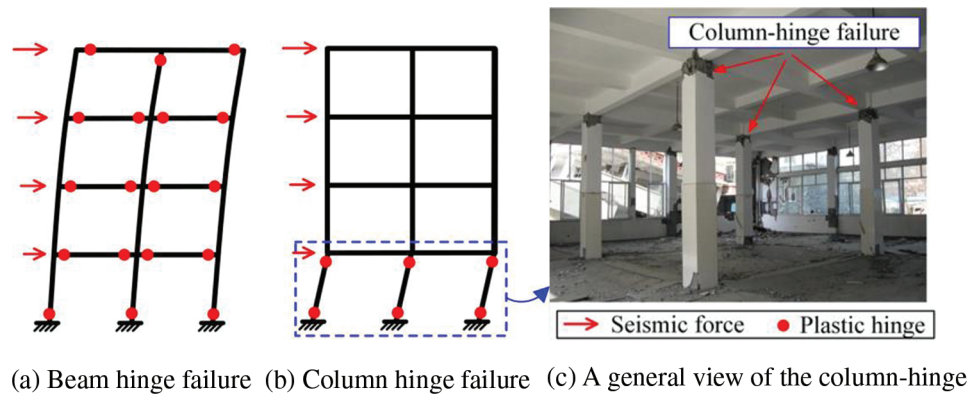 Column-hinge failure
Seismic force
Plastic hinge
(a) Beam hinge failure
(b) Column hinge failure
(c) A general view of the column-hinge